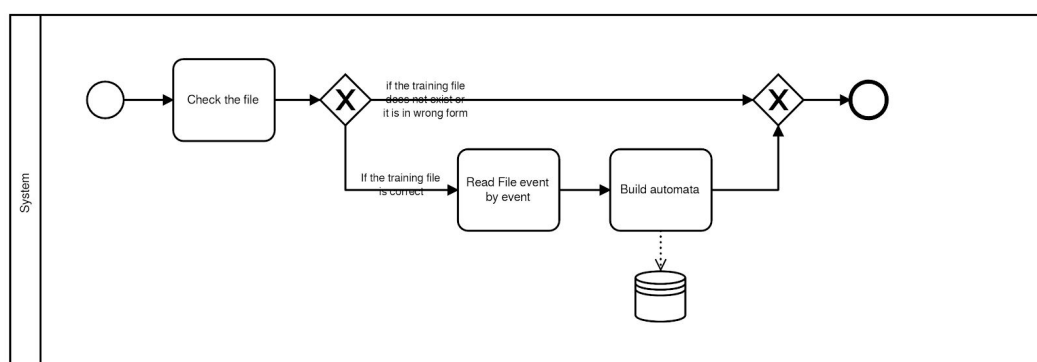 System
Check the file
if the training file
does not exist or
it is in wrong form
If the training file
is correct
Read File event
by event
Build automata